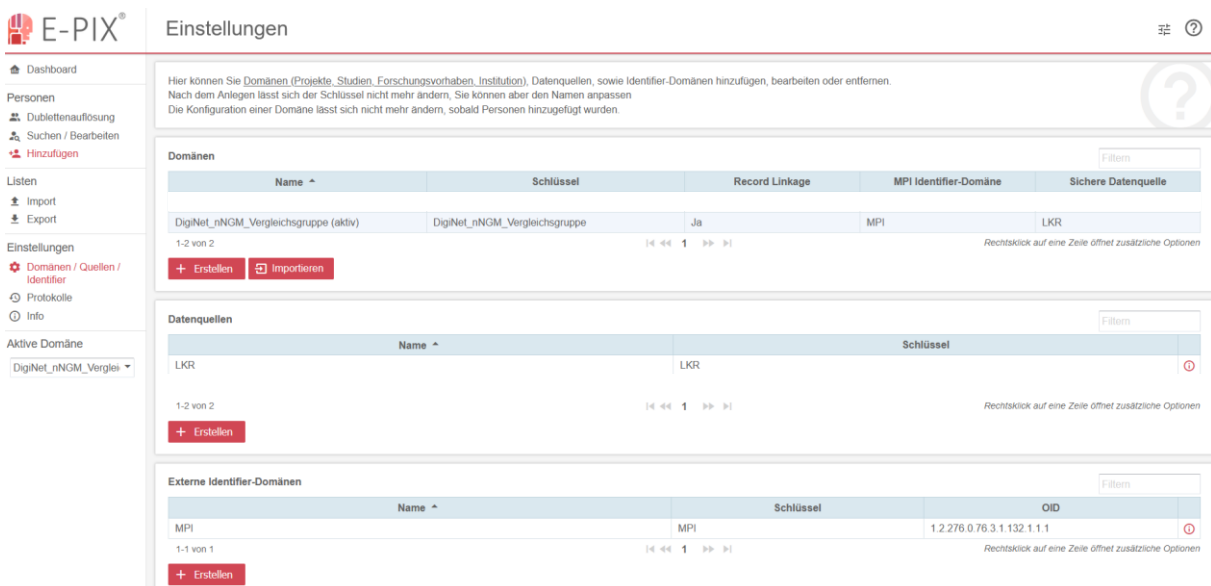 E-PIX®
Einstellungen
Dashboard
Personen
Dublettenauflösung
Suchen / Bearbeiten
Hinzufügen
Listen
Import
Export
Einstellungen
Domänen / Quellen /
Identifier
Protokolle
Info
Aktive Domäne
DigiNet_nNGM_Verglei
Hier können Sie Domänen (Projekte, Studien, Forschungsvorhaben, Institution), Datenquellen, sowie Identifier-Domänen hinzufügen, bearbeiten oder entfernen.
Nach dem Anlegen lässt sich der Schlüssel nicht mehr ändern, Sie können aber den Namen anpassen
Die Konfiguration einer Domäne lässt sich nicht mehr ändern, sobald Personen hinzugefügt wurden.
Domänen Filtern
Name Schlüssel Record Linkage MPI Identifier-Domäne Sichere Datenquelle
DigiNet_nNGM_Vergleichsgruppe (aktiv) DigiNet_nNGM_Vergleichsgruppe Ja MPI LKR
1-2 von 2 1 Rechtsklick auf eine Zeile öffnet zusätzliche Optionen
+ Erstellen Importieren
Datenquellen Filtern
Name Schlüssel
LKR LKR
1-2 von 2 1 Rechtsklick auf eine Zeile öffnet zusätzliche Optionen
+ Erstellen
Externe Identifier-Domänen Filtern
Name Schlüssel OID
MPI MPI 1.2.276.0.76.3.1.132.1.1.1
1-1 von 1 1 Rechtsklick auf eine Zeile öffnet zusätzliche Optionen
+ Erstellen